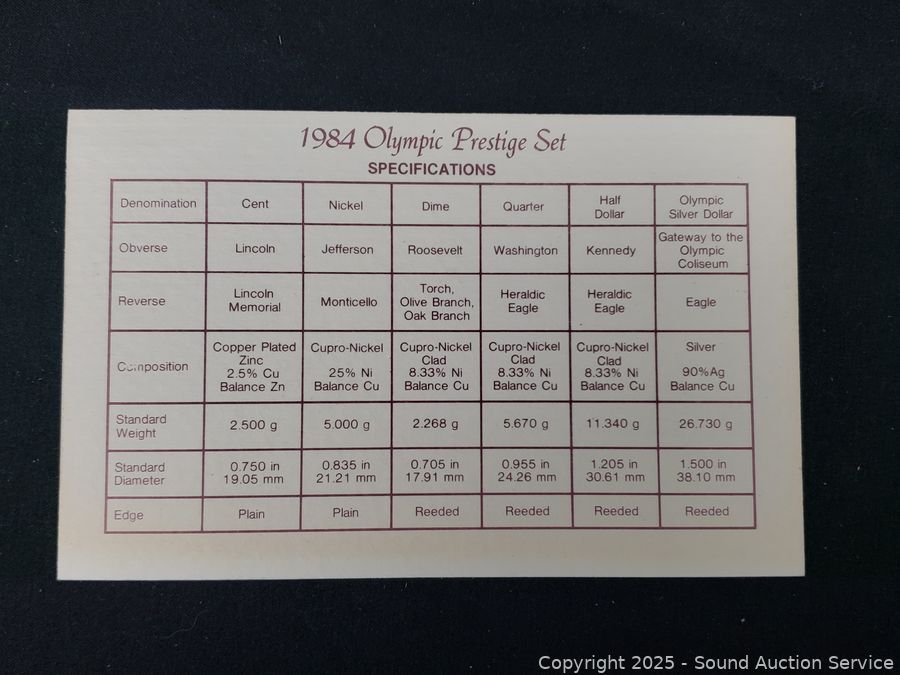 1984 Olympic Prestige Set
SPECIFICATIONS
Denomination Cent Nickel Dime Quarter Half Dollar Olympic Silver Dollar
Obverse Lincoln Jefferson Roosevelt Washington Kennedy Gateway to the Olympic Coliseum
Reverse Lincoln Memorial Monticello Torch, Olive Branch, Oak Branch Heraldic Eagle Heraldic Eagle Eagle
Composition Copper Plated Zinc 2.5% Cu Balance Zn Cupro-Nickel 25% Ni Balance Cu Cupro-Nickel Clad 8.33% Ni Balance Cu Cupro-Nickel Clad 8.33% Ni Balance Cu Cupro-Nickel Clad 8.33% Ni Balance Cu Silver 90%Ag Balance Cu
Standard Weight 2.500 g 5.000 g 2.268 g 5.670 g 11.340 g 26.730 g
Standard Diameter 0.750 in 19.05 mm 0.835 in 21.21 mm 0.705 in 17.91 mm 0.955 in 24.26 mm 1.205 in 30.61 mm 1.500 in 38.10 mm
Edge Plain Plain Reeded Reeded Reeded Reeded
Copyright 2025 - Sound Auction Service